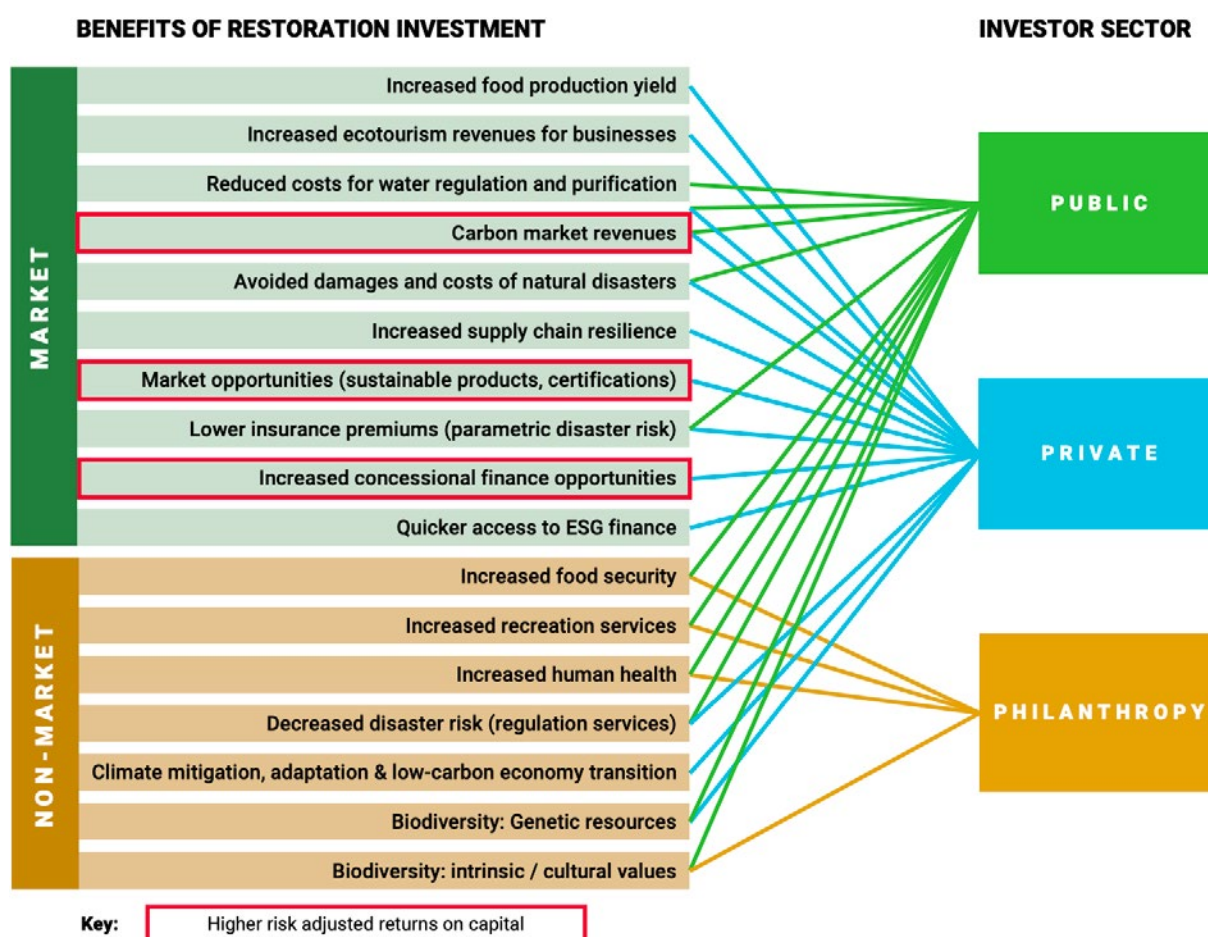 BENEFITS OF RESTORATION INVESTMENT
INVESTOR SECTOR
MARKET
Increased food production yield
Increased ecotourism revenues for businesses
Reduced costs for water regulation and purification
Carbon market revenues
Avoided damages and costs of natural disasters
Increased supply chain resilience
Market opportunities (sustainable products, certifications)
Lower insurance premiums (parametric disaster risk)
Increased concessional finance opportunities
Quicker access to ESG finance
NON-MARKET
Increased food security
Increased recreation services
Increased human health
Decreased disaster risk (regulation services)
Climate mitigation, adaptation & low-carbon economy transition
Biodiversity: Genetic resources
Biodiversity: intrinsic / cultural values
PUBLIC
PRIVATE
PHILANTHROPY
Key: Higher risk adjusted returns on capital